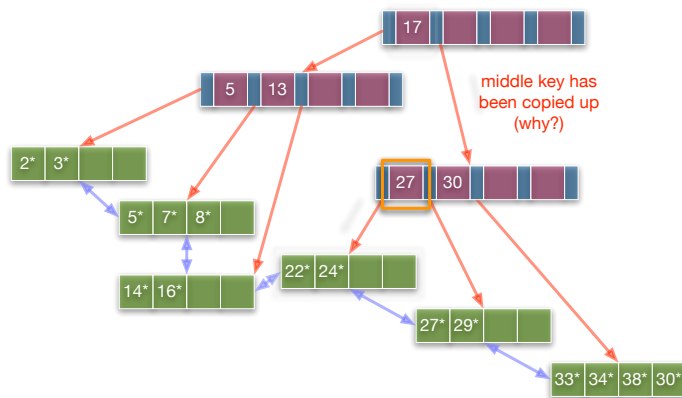 17
5 13
middle key has
been copied up
(why?)
2* 3*
27 30
5* 7* 8*
22* 24*
14* 16*
27* 29*
33* 34* 38* 30*